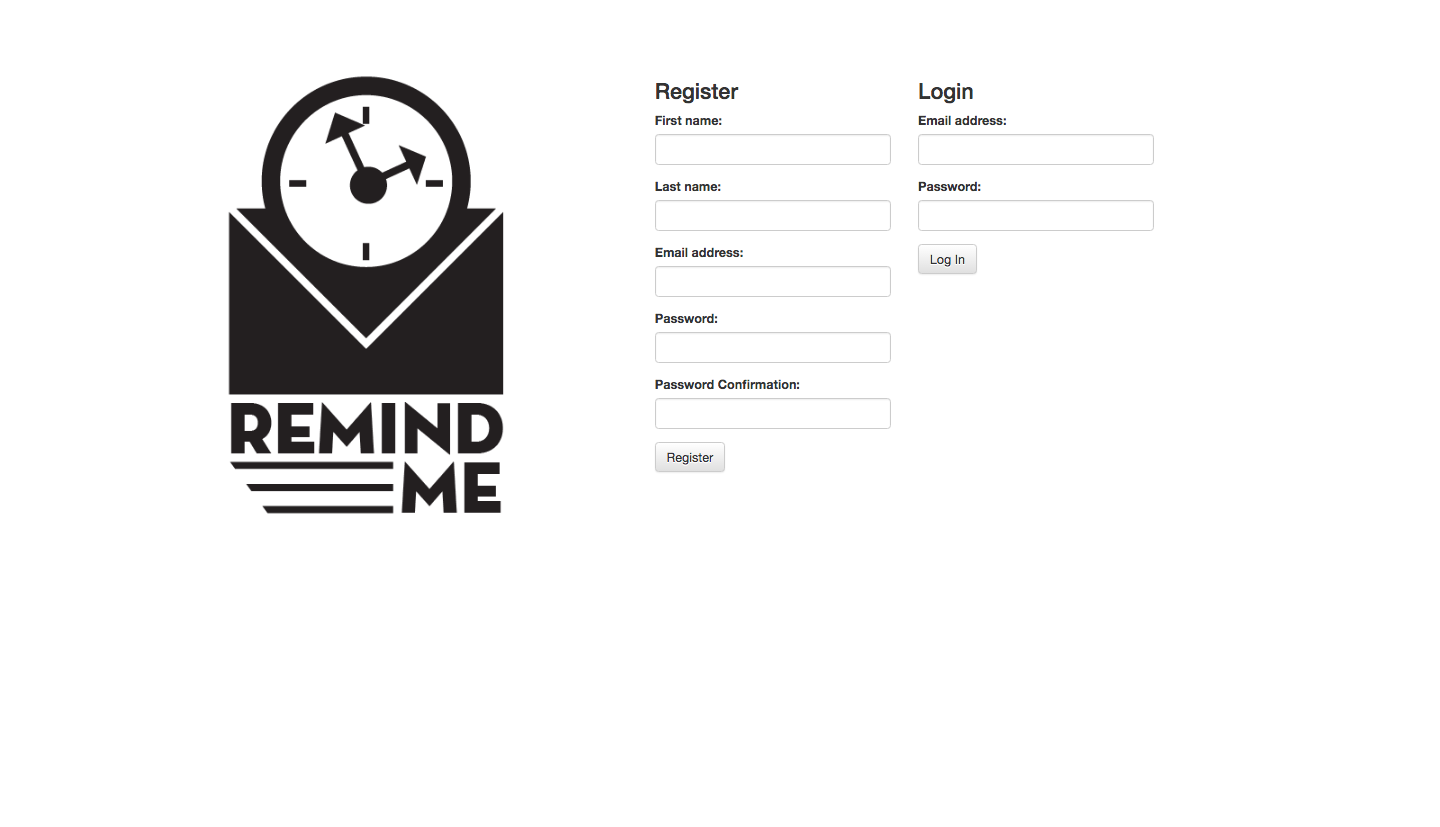 REMIND
ME
Register
First name:
Last name:
Email address:
Password:
Password Confirmation:
Register
Login
Email address:
Password:
Log In